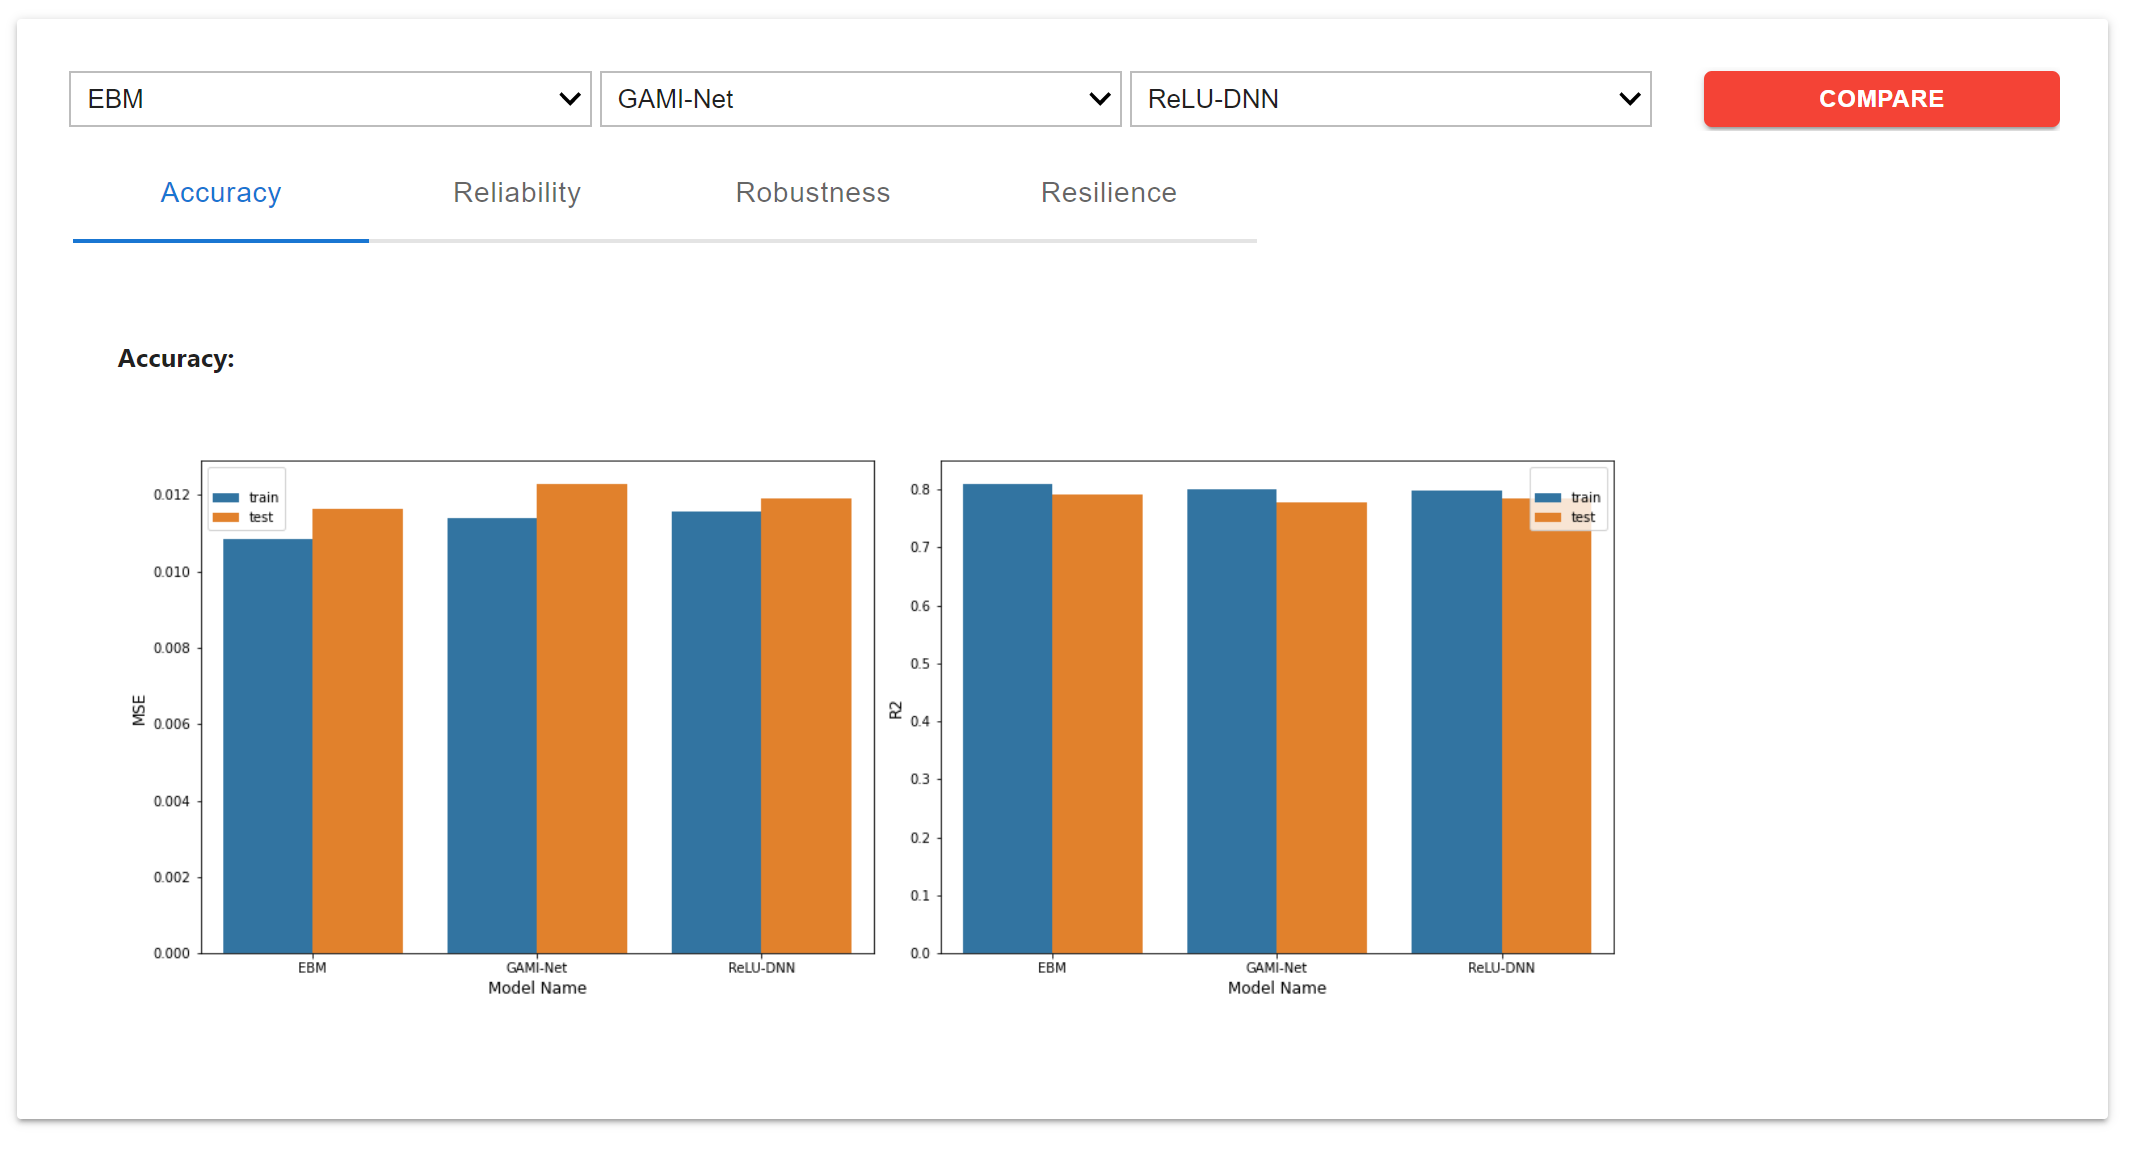 EBM GAMI-Net ReLU-DNN COMPARE
Accuracy Reliability Robustness Resilience
Accuracy:
train
test
0.012
0.010
0.008
0.006
0.004
0.002
0.000
MSE
EBM GAMI-Net ReLU-DNN
Model Name
train
test
0.8
0.7
0.6
0.5
0.4
0.3
0.2
0.1
0.0
R2
EBM GAMI-Net ReLU-DNN
Model Name